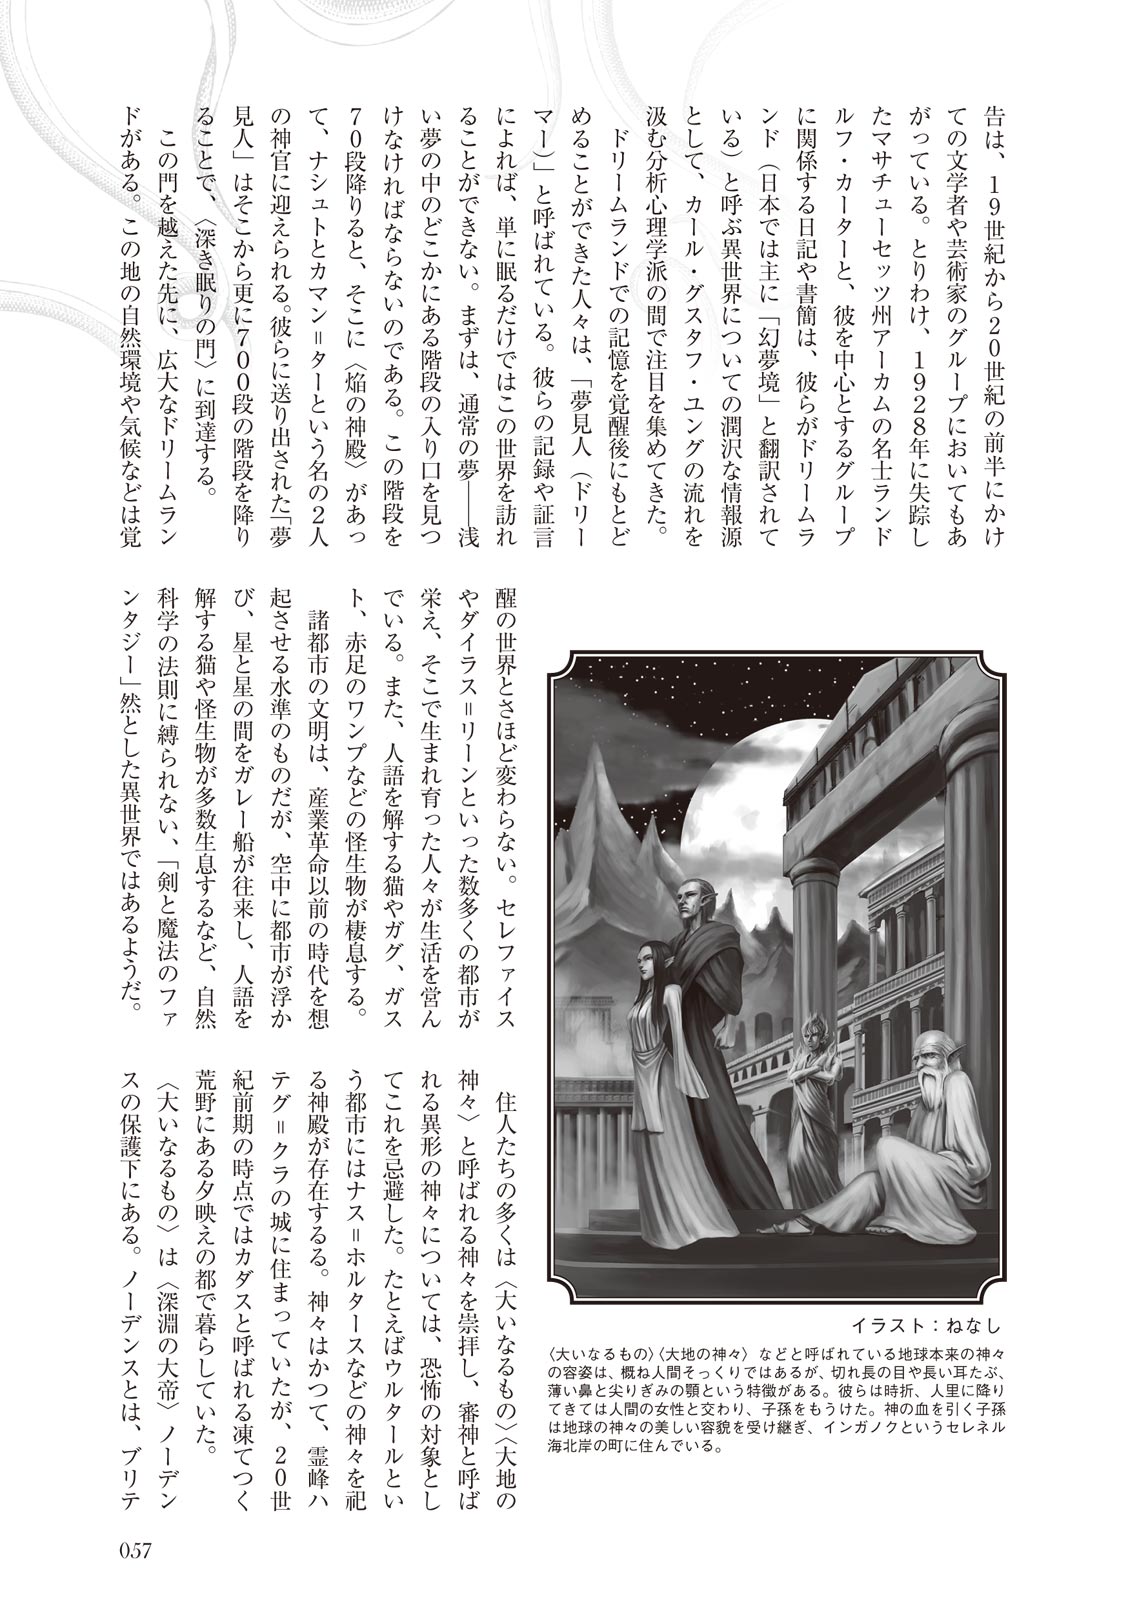 告は、19世紀から20世紀の前半にかけ
ての文学者や芸術家のグループにおいてもあ
がっている。とりわけ、1928年に失踪し
たマサチューセッツ州アーカムの名士ランド
ルフ・カーターと、彼を中心とするグループ
に関係する日記や書簡は、彼らがドリームラ
ンド（日本では主に「幻夢境」と翻訳されて
いる）と呼ぶ異世界についての潤沢な情報源
として、カール・グスタフ・ユングの流れを
汲む分析心理学派の間で注目を集めてきた。
　ドリームランドでの記憶を覚醒後にもとど
めることができた人々は、「夢見人（ドリー
マー）」と呼ばれている。彼らの記録や証言
によれば、単に眠るだけではこの世界を訪れ
ることができない。まずは、通常の夢――浅
い夢の中のどこかにある階段の入り口を見つ
けなければならないのである。この階段を
70段降りると、そこに〈焔の神殿〉があっ
て、ナシュトとカマン＝ターという名の2人
の神官に迎えられる。彼らに送り出された「夢
見人」はそこから更に700段の階段を降り
ることで、〈深き眠りの門〉に到達する。
　この門を越えた先に、広大なドリームラン
ドがある。この地の自然環境や気候などは覚
醒の世界とさほど変わらない。セレファイス
やダイラス＝リーンといった数多くの都市が
栄え、そこで生まれ育った人々が生活を営ん
でいる。また、人語を解する猫やガグ、ガス
ト、赤足のワンプなどの怪生物が棲息する。
　諸都市の文明は、産業革命以前の時代を想
起させる水準のものだが、空中に都市が浮か
び、星と星の間をガレー船が往来し、人語を
解する猫や怪生物が多数生息するなど、自然
科学の法則に縛られない、「剣と魔法のファ
ンタジー」然とした異世界ではあるようだ。
　住人たちの多くは〈大いなるもの〉〈大地の
神々〉と呼ばれる神々を崇拝し、蕃神と呼ば
れる異形の神々については、恐怖の対象とし
てこれを忌避した。たとえばウルタールとい
う都市にはナス＝ホルタースなどの神々を祀
る神殿が存在するる。神々はかつて、霊峰ハ
テグ＝クラの城に住まっていたが、20世
紀前期の時点ではカダスと呼ばれる凍てつく
荒野にある夕映えの都で暮らしていた。
〈大いなるもの〉は〈深淵の大帝〉ノーデン
スの保護下にある。ノーデンスとは、ブリテ
イラスト：ねなし
〈大いなるもの〉〈大地の神々〉などと呼ばれている地球本来の神々
の容姿は、概ね人間そっくりではあるが、切れ長の目や長い耳たぶ、
薄い鼻と尖りぎみの顎という特徴がある。彼らは時折、人里に降り
てきては人間の女性と交わり、子孫をもうけた。神の血を引く子孫
は地球の神々の美しい容貌を受け継ぎ、インガノクというセレネル
海北岸の町に住んでいる。
057